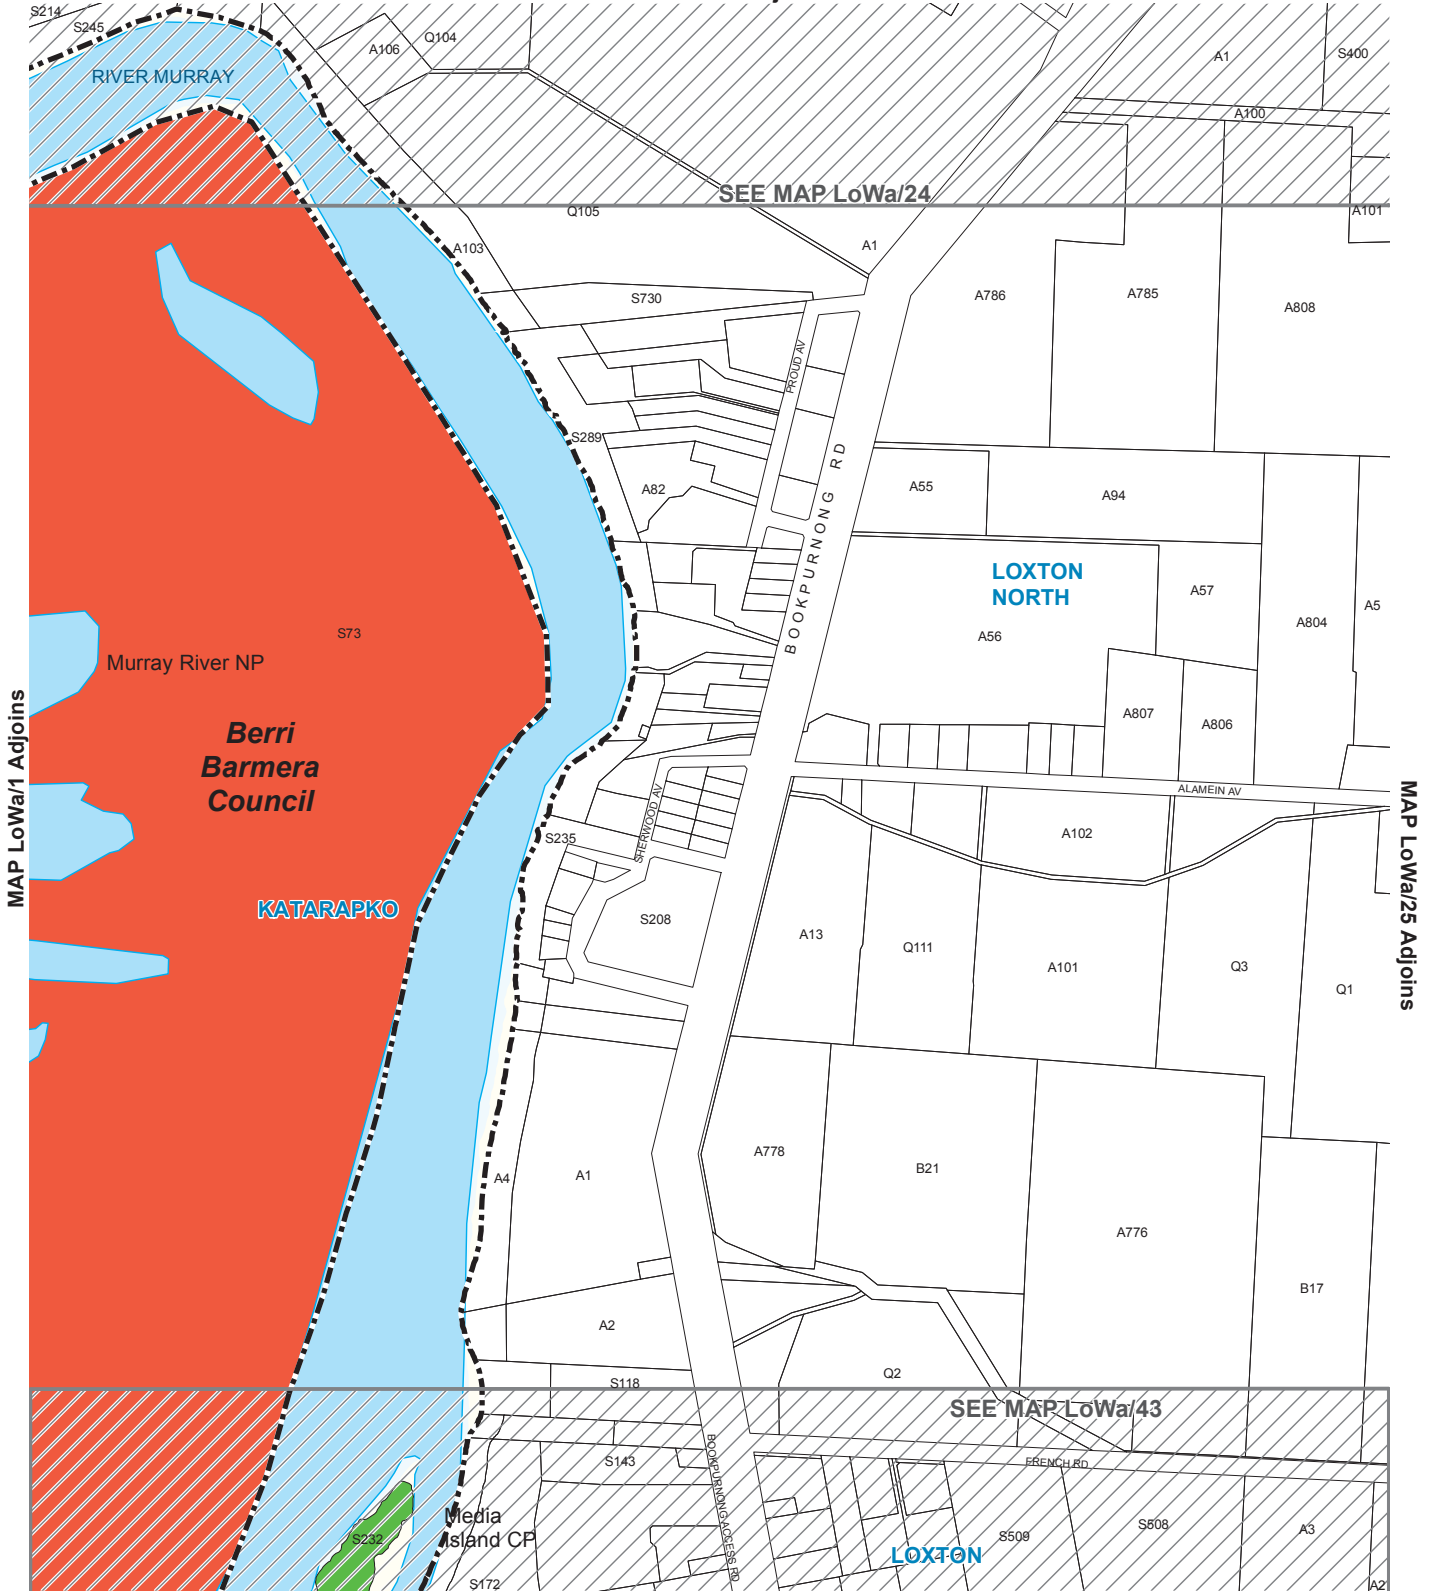 S214
S245
A106
Q104
A1
S400
RIVER MURRAY
A100
SEE MAP LoWa/24
Q105
A101
A103
A1
S730
A786
A785
A808
PROUD AV
S289
BOOKPURNONG RD
A82
A55
A94
LOXTON
NORTH
A57
A5
A56
A804
S73
Murray River NP
MAP LoWa/1 Adjoins
A807
A806
Berri
Barmera
Council
ALAMEIN AV
MAP LoWa/25 Adjoins
SHERWOOD AV
S235
A102
KATARAPKO
S208
A13
Q111
A101
Q3
Q1
A4
A1
A778
B21
A776
B17
A2
Q2
S118
SEE MAP LoWa/43
BOOKPURNONG ACCESS RD
S143
FRENCH RD
Media
Island CP
S232
S509
S508
A3
LOXTON
S172
A2